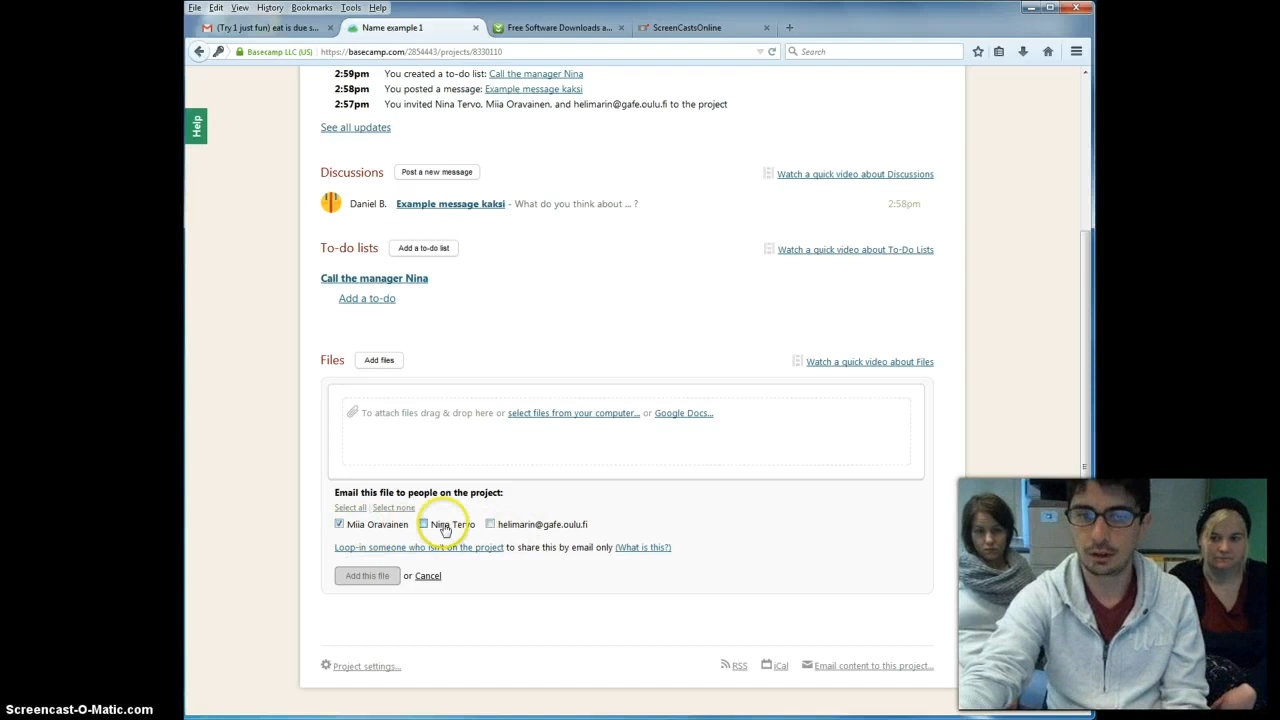 File Edit View History Bookmarks Tools Help
(Try 1 just fun) eat is due s... Name example 1 Free Software Downloads a... ScreenCastsOnline
Basecamp LLC (US) https://basecamp.com/2854443/projects/8330110 Search
2:59pm You created a to-do list: Call the manager Nina
2:58pm You posted a message: Example message kaksi
2:57pm You invited Nina Tervo, Miia Oravainen, and helimarin@gafe.oulu.fi to the project
Help
See all updates
Discussions Post a new message Watch a quick video about Discussions
Daniel B. Example message kaksi - What do you think about ... ? 2:58pm
To-do lists Add a to-do list Watch a quick video about To-Do Lists
Call the manager Nina
Add a to-do
Files Add files Watch a quick video about Files
To attach files drag & drop here or select files from your computer... or Google Docs...
Email this file to people on the project:
Select all | Select none
Miia Oravainen Nina Tervo helimarin@gafe.oulu.fi
Loop-in someone who isn't on the project to share this by email only (What is this?)
Add this file or Cancel
Project settings... RSS iCal Email content to this project...
Screencast-O-Matic.com